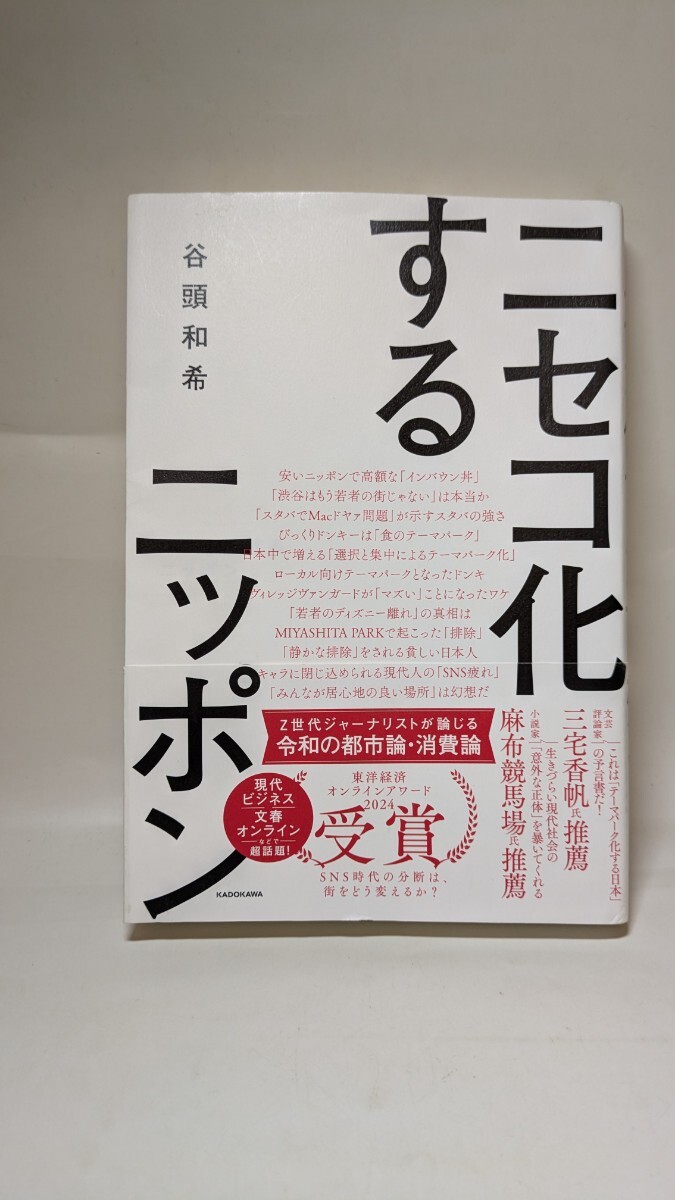 ニセコ化
する
ニッポン
谷頭和希
安いニッポンで高額な「インバウン丼」
「渋谷はもう若者の街じゃない」は本当か
「スタバでMacドヤァ問題」が示すスタバの強さ
びっくりドンキーは「食のテーマパーク」
日本中で増える「選択と集中によるテーマパーク化」
ローカル向けテーマパークとなったドンキ
ヴィレッジヴァンガードが「マズい」ことになったワケ
「若者のディズニー離れ」の真相は
MIYASHITA PARKで起こった「排除」
「静かな排除」をされる貧しい日本人
キャラに閉じ込められる現代人の「SNS疲れ」
「みんなが居心地の良い場所」は幻想だ
「これは「テーマパーク化する日本」
の予言書だ!
文芸
評論家
三宅香帆氏推薦
生きづらい現代社会の
「意外な正体」を暴いてくれる
小説家
麻布競馬場氏推薦
Z世代ジャーナリストが論じる
令和の都市論・消費論
現代
ビジネス
文春
オンライン
などで
超話題!
東洋経済
オンラインアワード
2024
受賞
SNS時代の分断は、
街をどう変えるか?
KADOKAWA